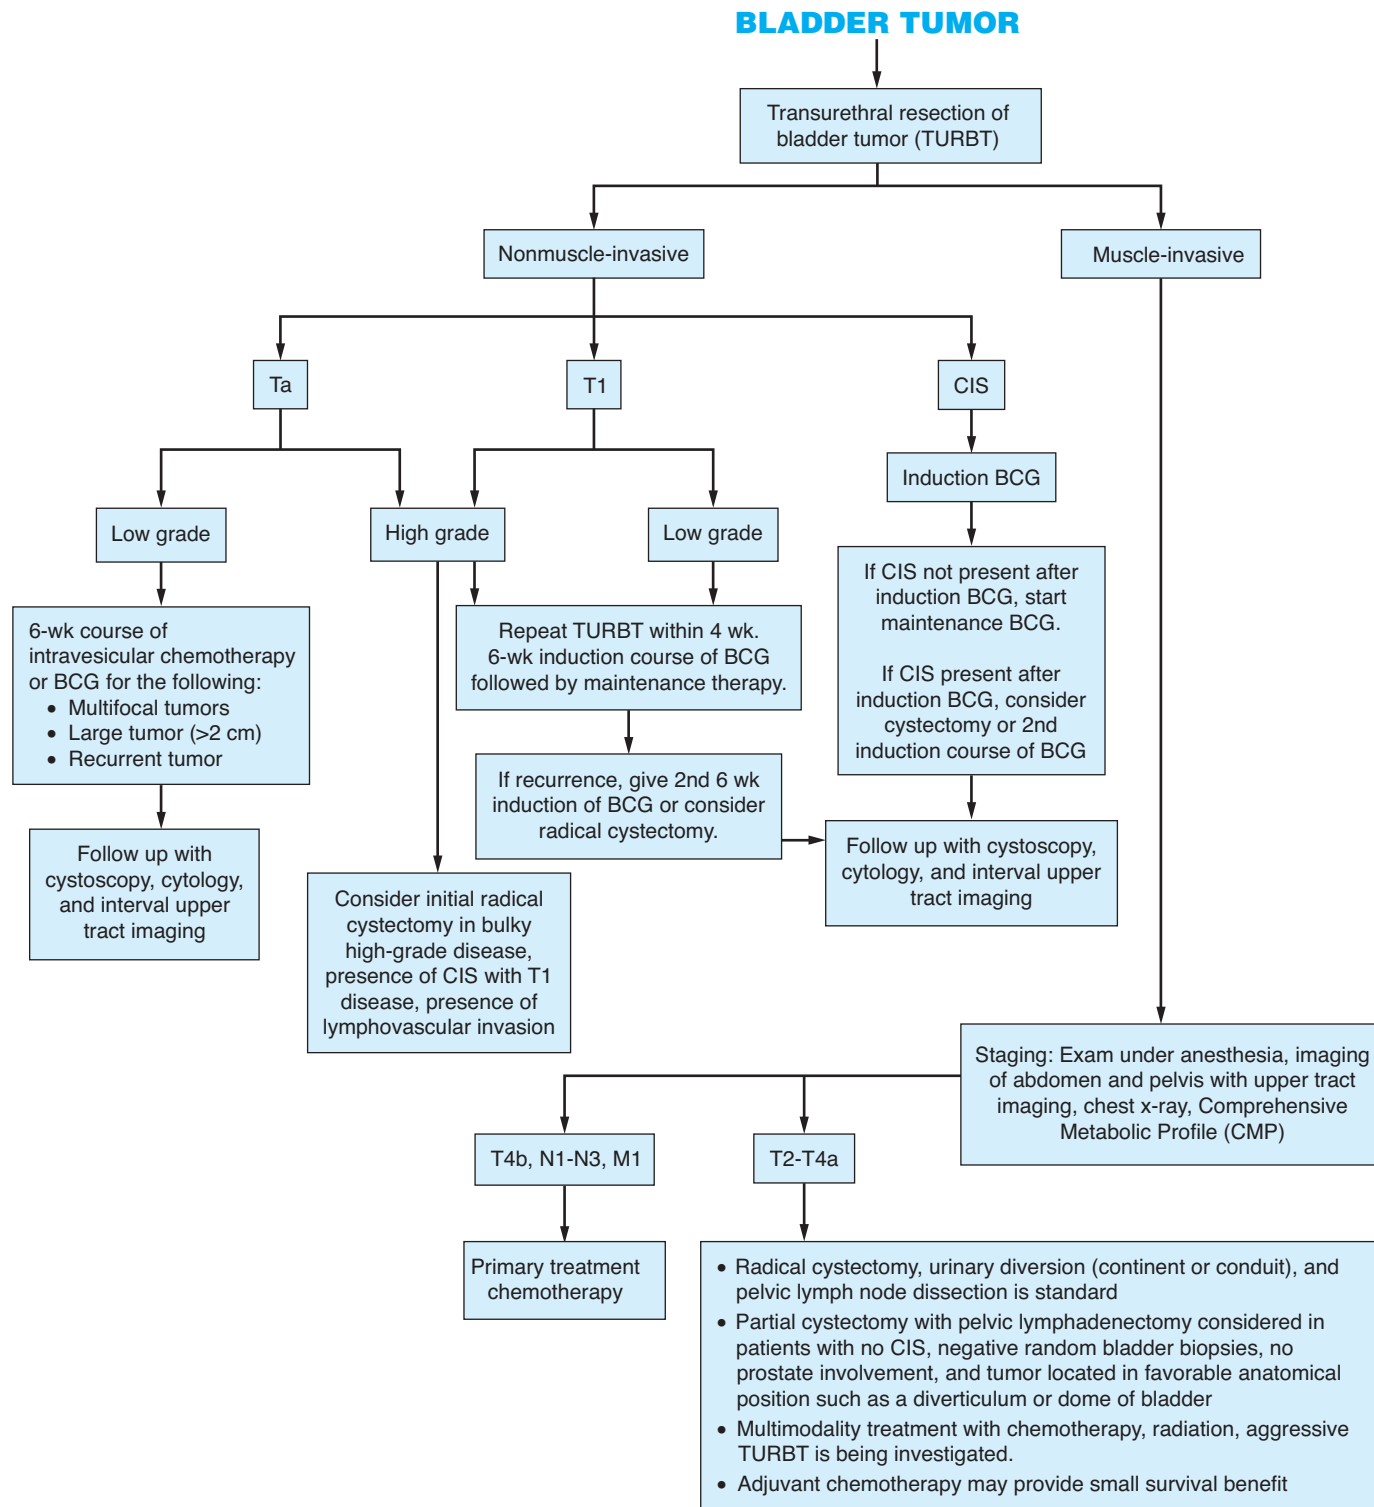 BLADDER TUMOR
Transurethral resection of
bladder tumor (TURBT)
Nonmuscle-invasive
Muscle-invasive
Ta
T1
CIS
Induction BCG
Low grade
High grade
Low grade
6-wk course of
intravesicular chemotherapy
or BCG for the following:
• Multifocal tumors
• Large tumor (>2 cm)
• Recurrent tumor
Repeat TURBT within 4 wk.
6-wk induction course of BCG
followed by maintenance therapy.
If CIS not present after
induction BCG, start
maintenance BCG.
If CIS present after
induction BCG, consider
cystectomy or 2nd
induction course of BCG
If recurrence, give 2nd 6 wk
induction of BCG or consider
radical cystectomy.
Follow up with
cystoscopy, cytology,
and interval upper
tract imaging
Follow up with cystoscopy,
cytology, and interval upper
tract imaging
Consider initial radical
cystectomy in bulky
high-grade disease,
presence of CIS with T1
disease, presence of
lymphovascular invasion
Staging: Exam under anesthesia, imaging
of abdomen and pelvis with upper tract
imaging, chest x-ray, Comprehensive
Metabolic Profile (CMP)
T4b, N1-N3, M1
T2-T4a
Primary treatment
chemotherapy
• Radical cystectomy, urinary diversion (continent or conduit), and
pelvic lymph node dissection is standard
• Partial cystectomy with pelvic lymphadenectomy considered in
patients with no CIS, negative random bladder biopsies, no
prostate involvement, and tumor located in favorable anatomical
position such as a diverticulum or dome of bladder
• Multimodality treatment with chemotherapy, radiation, aggressive
TURBT is being investigated.
• Adjuvant chemotherapy may provide small survival benefit